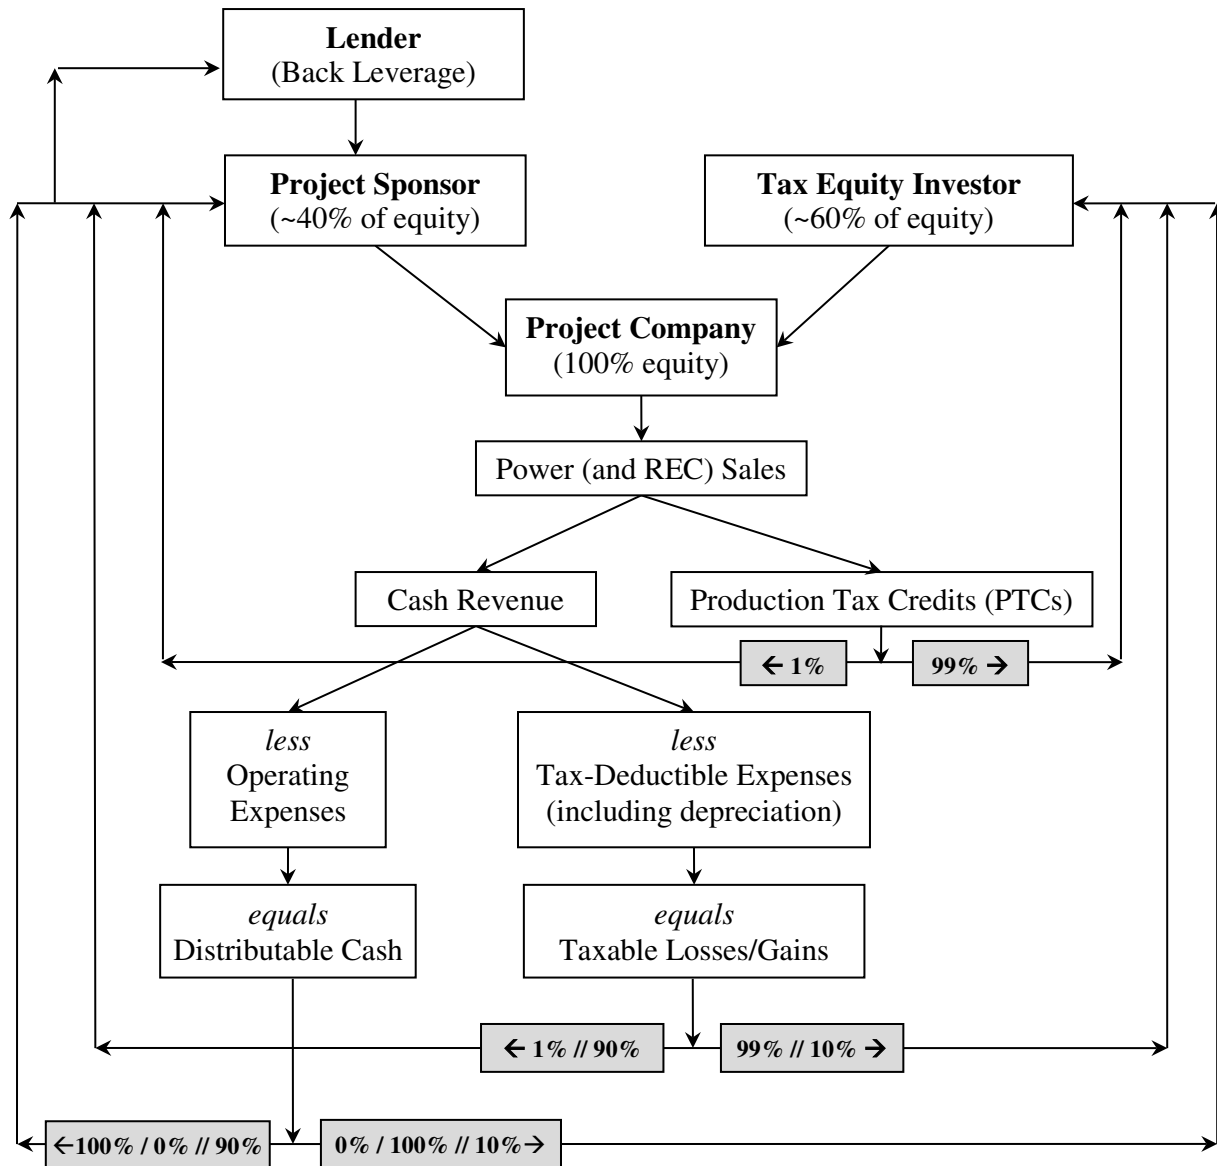 Lender
(Back Leverage)
Project Sponsor
(~40% of equity)
Tax Equity Investor
(~60% of equity)
Project Company
(100% equity)
Power (and REC) Sales
Cash Revenue
Production Tax Credits (PTCs)
← 1%
99% →
less
Operating
Expenses
less
Tax-Deductible Expenses
(including depreciation)
equals
Distributable Cash
equals
Taxable Losses/Gains
← 1% // 90%
99% // 10% →
←100% / 0% // 90%
0% / 100% // 10%→